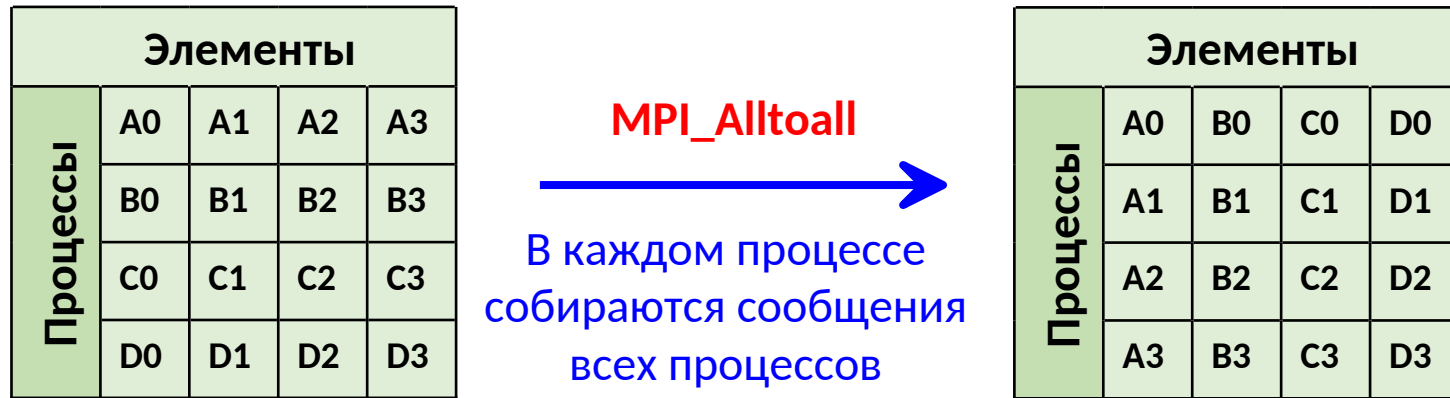 Элементы
Процессы
A0 A1 A2 A3
B0 B1 B2 B3
C0 C1 C2 C3
D0 D1 D2 D3
MPI_Alltoall
В каждом процессе
собираются сообщения
всех процессов
Элементы
Процессы
A0 B0 C0 D0
A1 B1 C1 D1
A2 B2 C2 D2
A3 B3 C3 D3